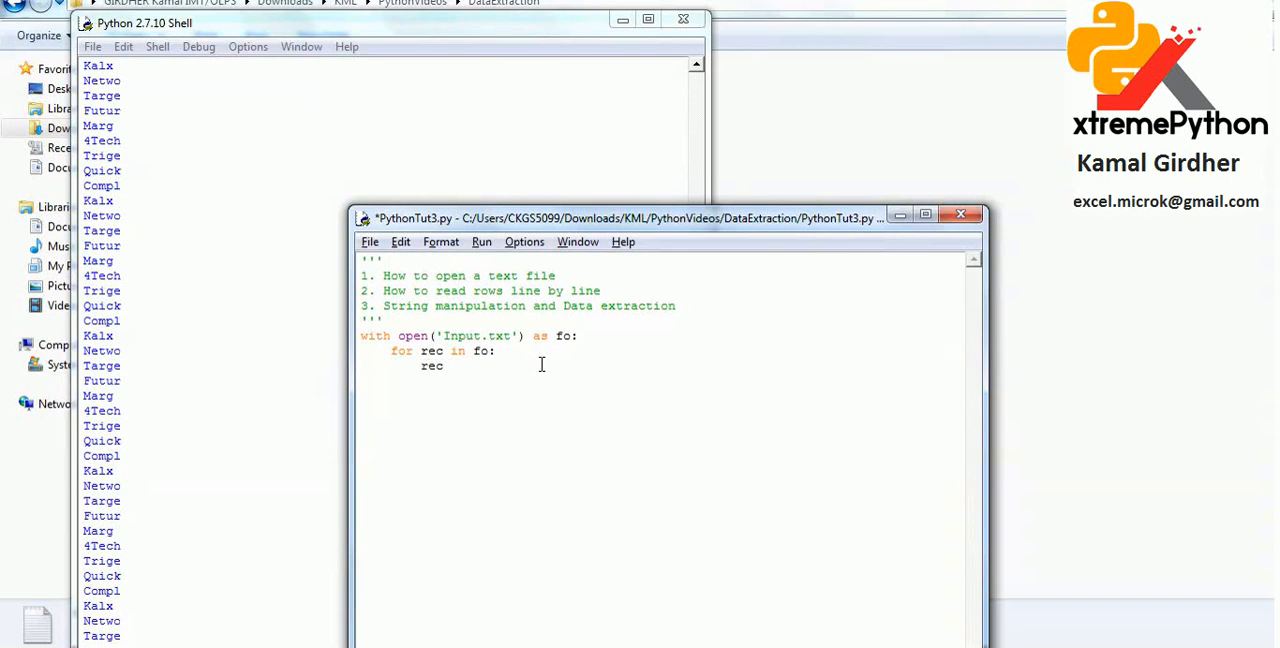 GIRDHER Kamal IMT/OLPS Downloads KML PythonVideos DataExtraction
Organize
Favorit
Desk
Libra
Dow
Rece
Docu
Librari
Docu
Musi
My P
Pictu
Vide
Comp
Syste
Netwo
Python 2.7.10 Shell
File Edit Shell Debug Options Window Help
Kalx
Netwo
Targe
Futur
Marg
4Tech
Trige
Quick
Compl
Kalx
Netwo
Targe
Futur
Marg
4Tech
Trige
Quick
Compl
Kalx
Netwo
Targe
Futur
Marg
4Tech
Trige
Quick
Compl
Kalx
Netwo
Targe
Futur
Marg
4Tech
Trige
Quick
Compl
Kalx
Netwo
Targe
*PythonTut3.py - C:/Users/CKGS5099/Downloads/KML/PythonVideos/DataExtraction/PythonTut3.py ...
File Edit Format Run Options Window Help
'''
1. How to open a text file
2. How to read rows line by line
3. String manipulation and Data extraction
'''
with open('Input.txt') as fo:
    for rec in fo:
        rec
xtremePython
Kamal Girdher
excel.microk@gmail.com